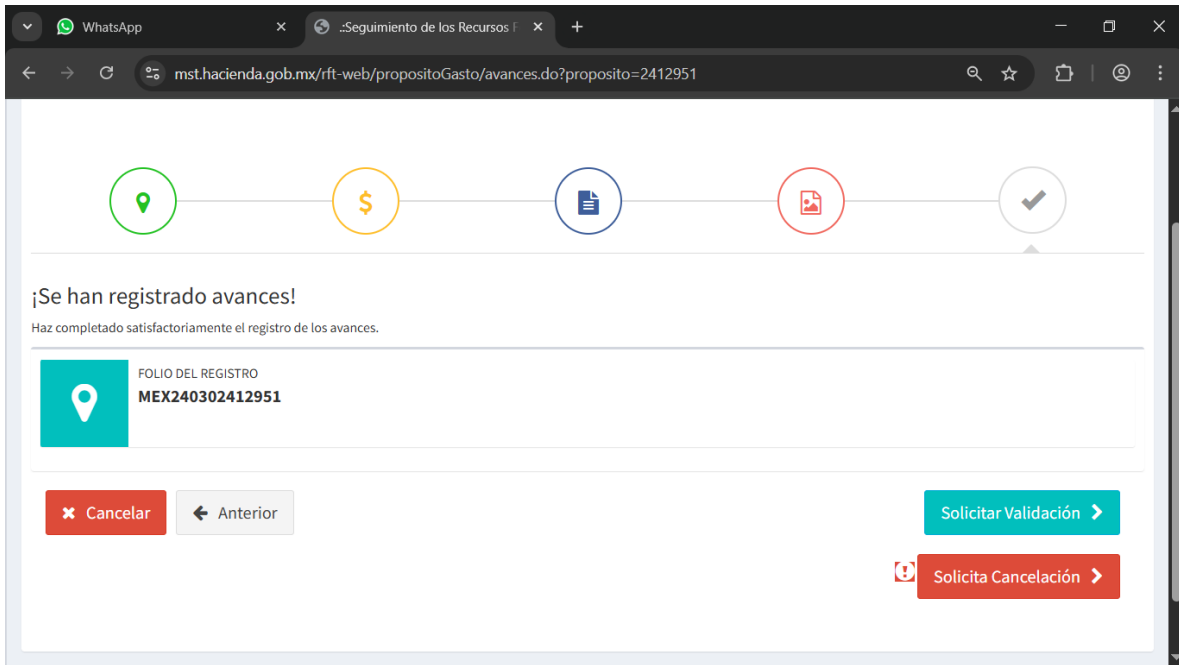 WhatsApp
.:Seguimiento de los Recursos
mst.hacienda.gob.mx/rft-web/propositoGasto/avances.do?proposito=2412951
$
¡Se han registrado avances!
Haz completado satisfactoriamente el registro de los avances.
FOLIO DEL REGISTRO
MEX240302412951
Cancelar
Anterior
Solicitar Validación
Solicita Cancelación